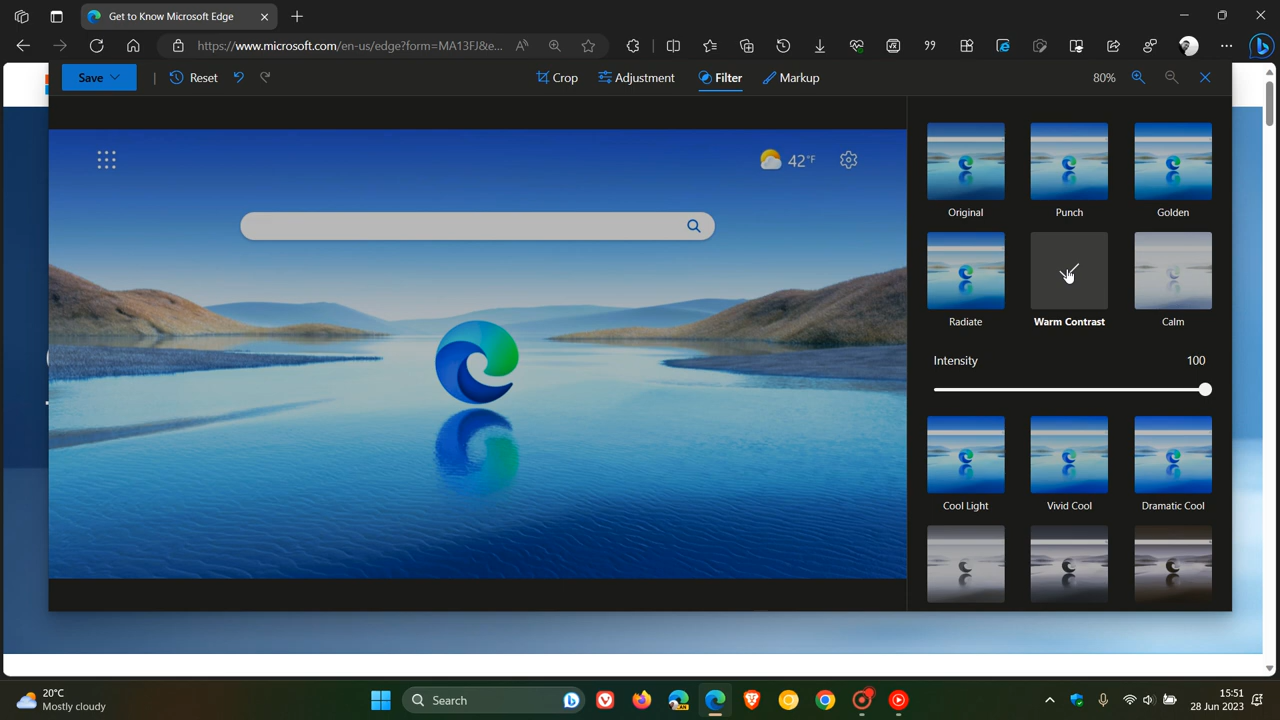 Get to Know Microsoft Edge
https://www.microsoft.com/en-us/edge?form=MA13FJ&e...
Save
Reset
Crop
Adjustment
Filter
Markup
80%
42°F
Original
Punch
Golden
Radiate
Warm Contrast
Calm
Intensity
100
Cool Light
Vivid Cool
Dramatic Cool
20°C
Mostly cloudy
Search
15:51
28 Jun 2023